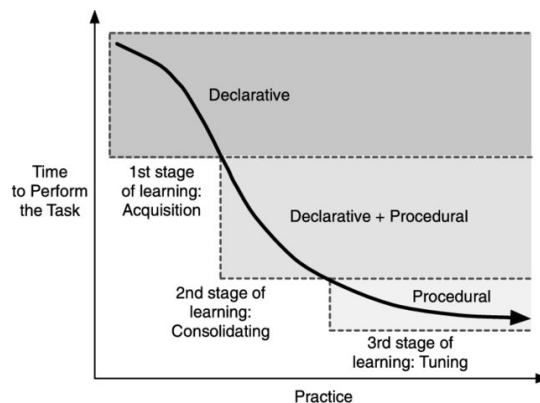 Declarative
Time
to Perform
the Task
1st stage
of learning:
Acquisition
Declarative + Procedural
2nd stage of
learning:
Consolidating
Procedural
3rd stage of
learning: Tuning
Practice